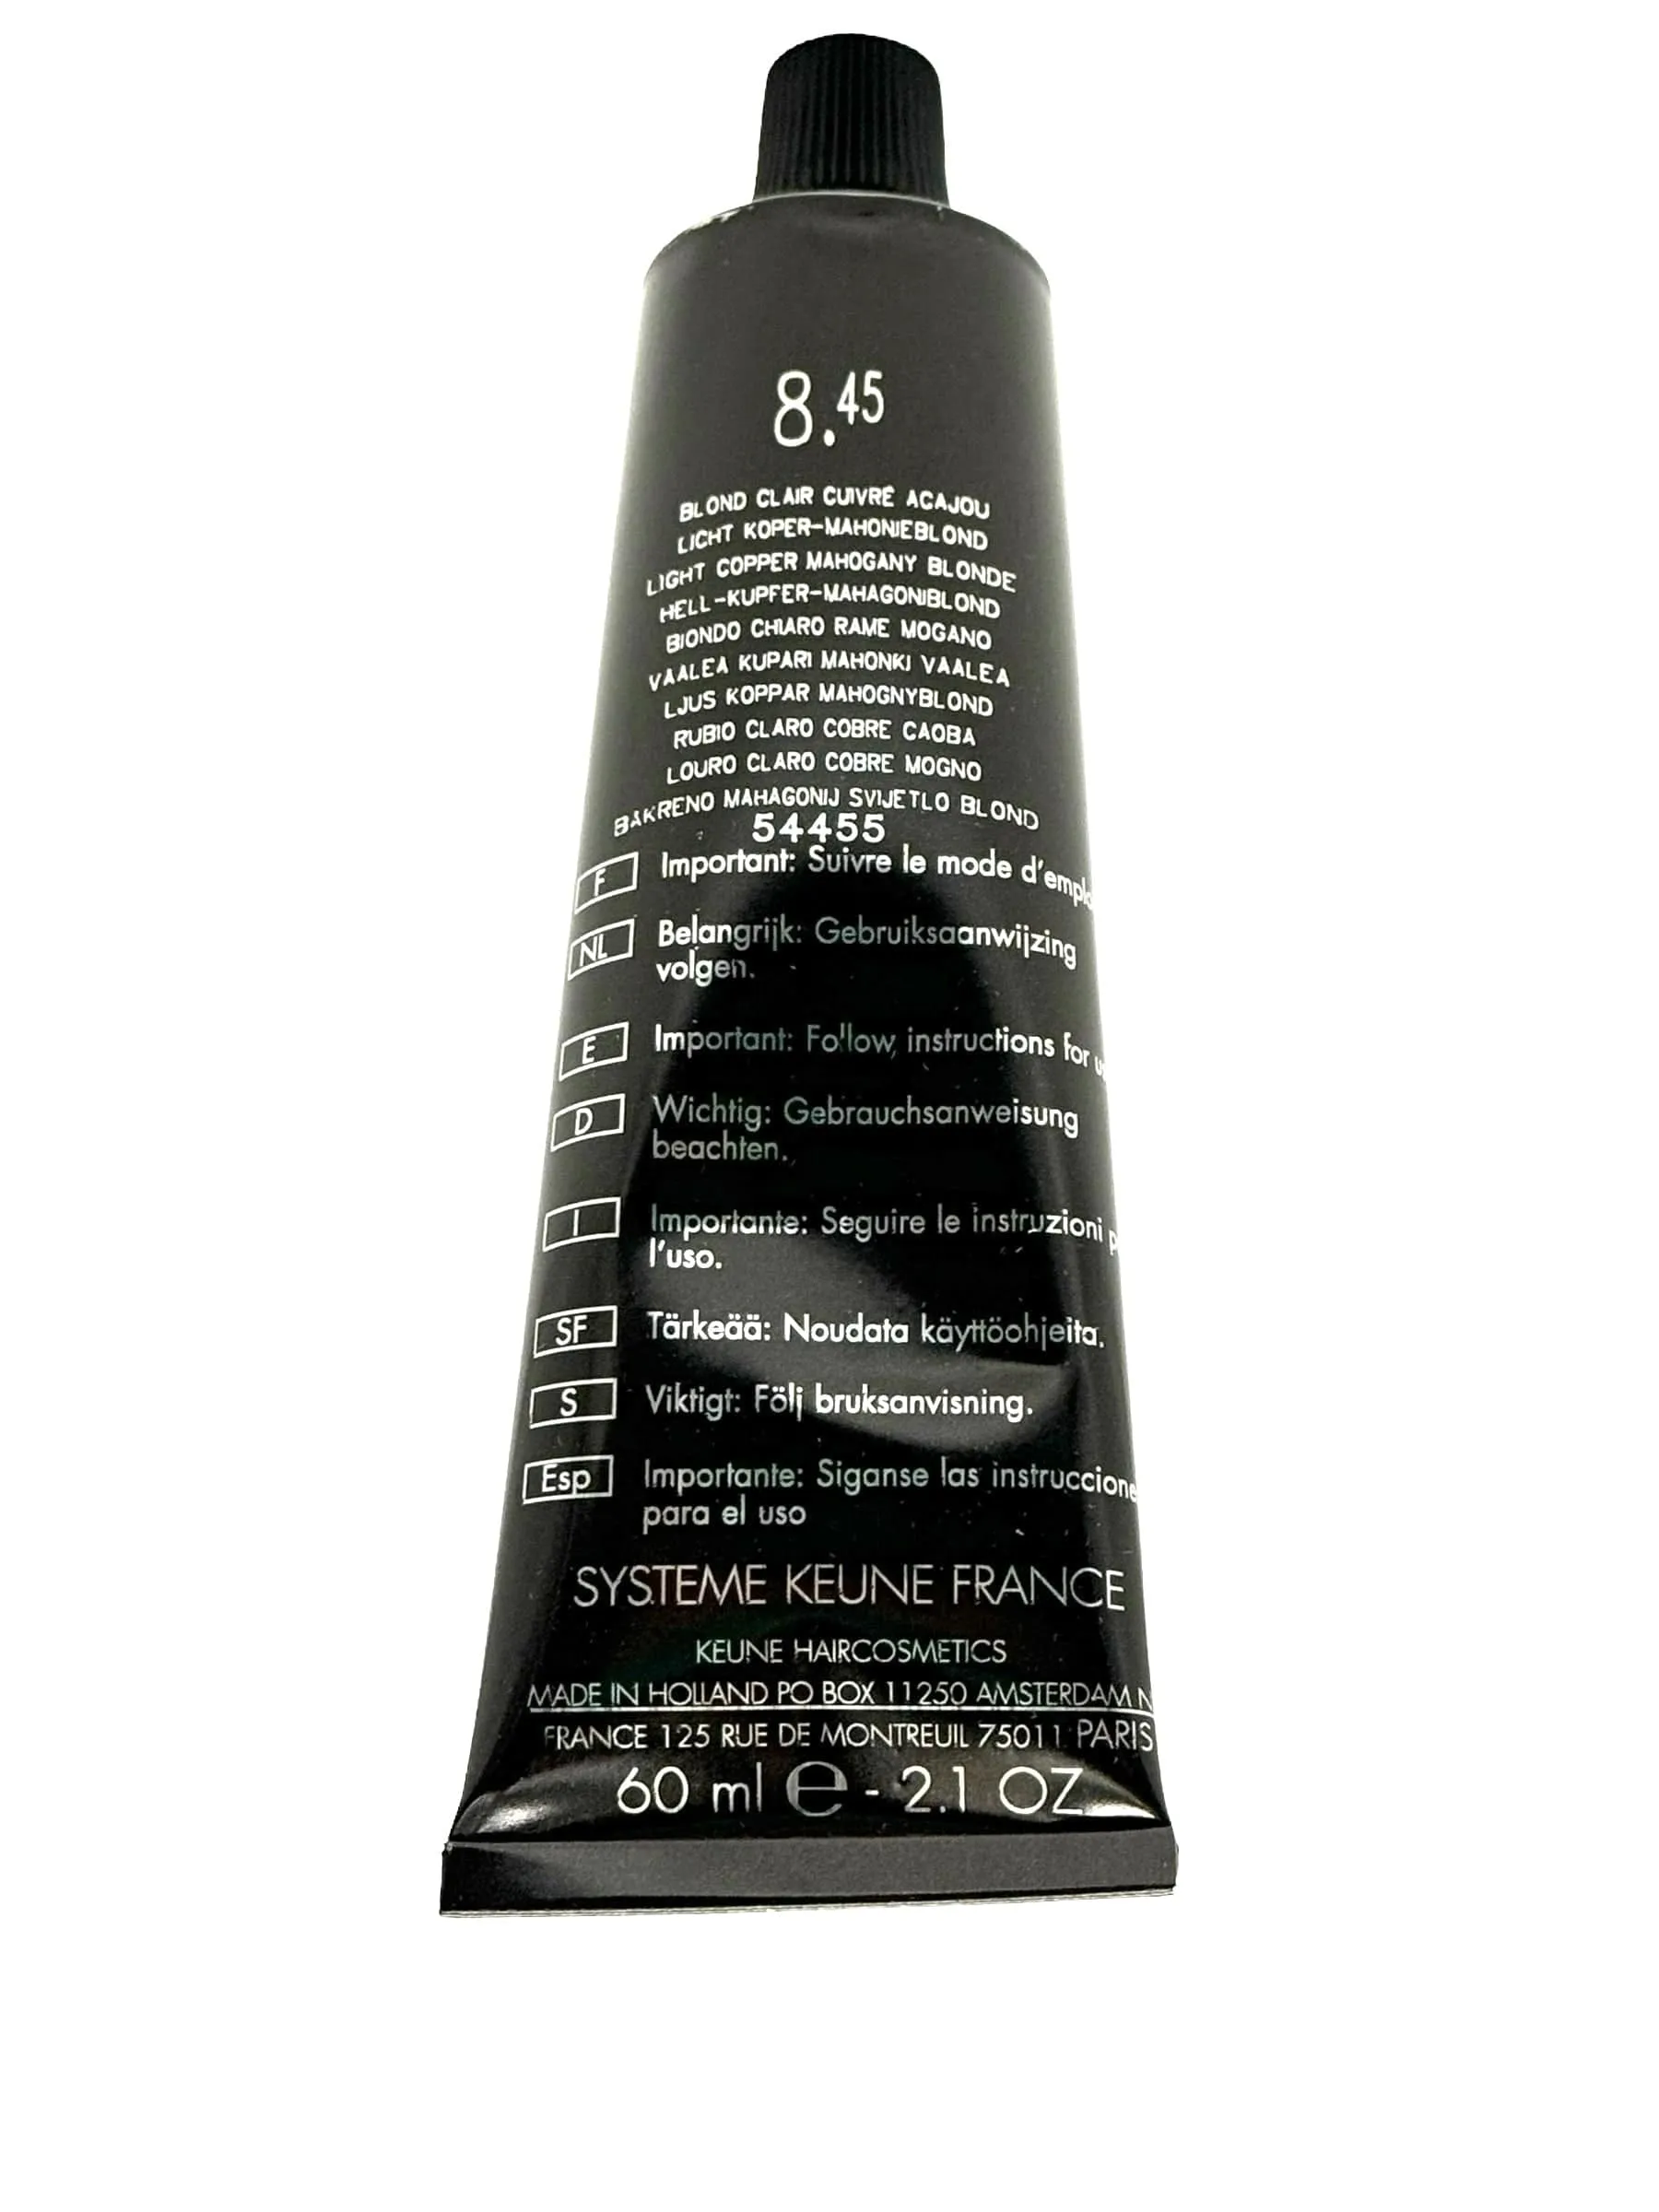 8.45
BLOND CLAIR CUIVRÉ ACAJOU
LICHT KOPER-MAHONIEBLOND
LIGHT COPPER MAHOGANY BLONDE
HELL-KUPFER-MAHAGONIBLOND
BIONDO CHIARO RAME MOGANO
VAALEA KUPARI MAHONKI VAALEA
LJUS KOPPAR MAHOGNYBLOND
RUBIO CLARO COBRE CAOBA
LOURO CLARO COBRE MOGNO
BAKRENO MAHAGONIJ SVIJETLO BLOND
54455
F Important: Suivre le mode
NL Belangrijk: Gebruiksaanwijzing
volgen.
E Important: Follow instructions for
D Wichtig: Gebrauchsanweisung
beachten.
I Importante: Seguire le instruzioni
l'uso.
SF Tärkeää: Noudata käyttöohjeita.
S Viktigt: Följ bruksanvisning.
Esp Importante: Siganse las
para el uso
SYSTEME KEUNE FRANCE
KEUNE HAIRCOSMETICS
MADE IN HOLLAND PO BOX 11250 AMSTERDAM
FRANCE 125 RUE DE MONTREUIL 75011 PARIS
60 ml e - 2.1 OZ